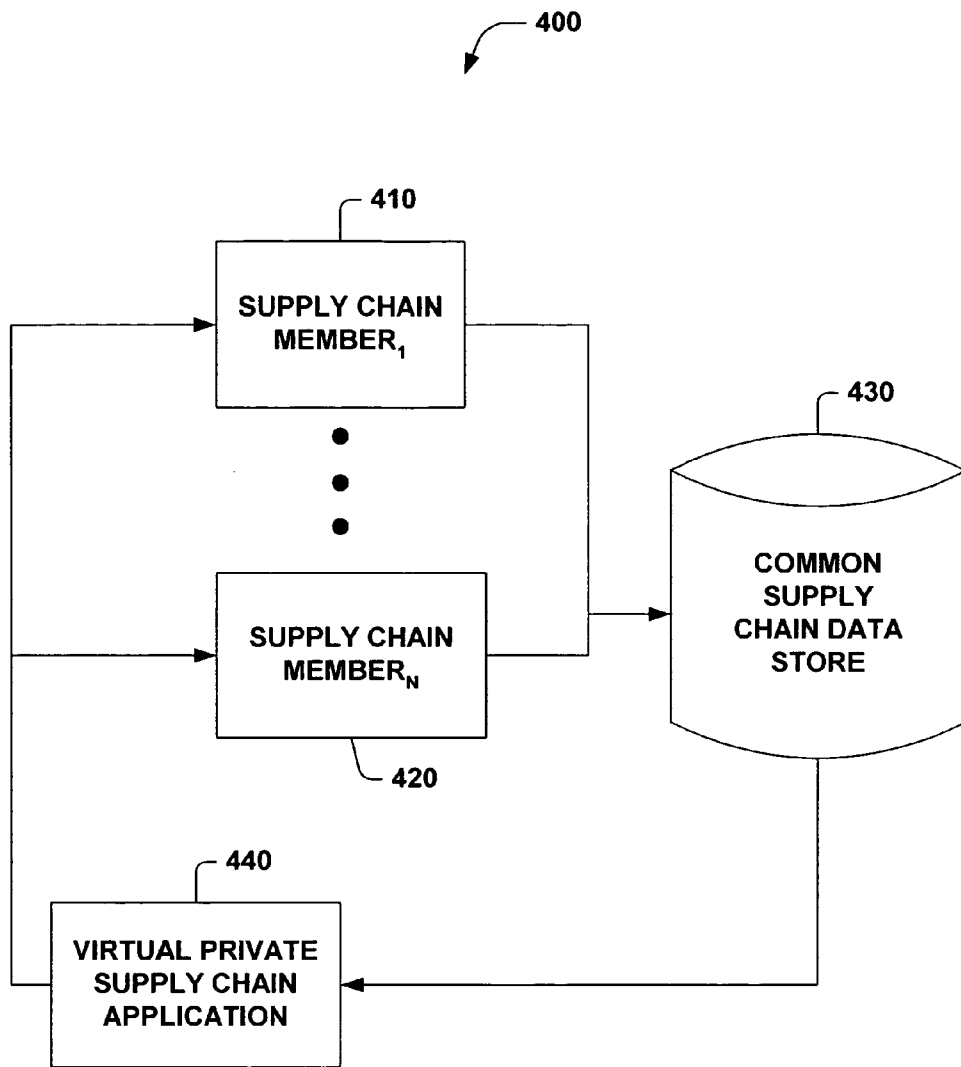 400
410
SUPPLY CHAIN
MEMBER₁
430
COMMON
SUPPLY
CHAIN DATA
STORE
SUPPLY CHAIN
MEMBER_N
420
440
VIRTUAL PRIVATE
SUPPLY CHAIN
APPLICATION